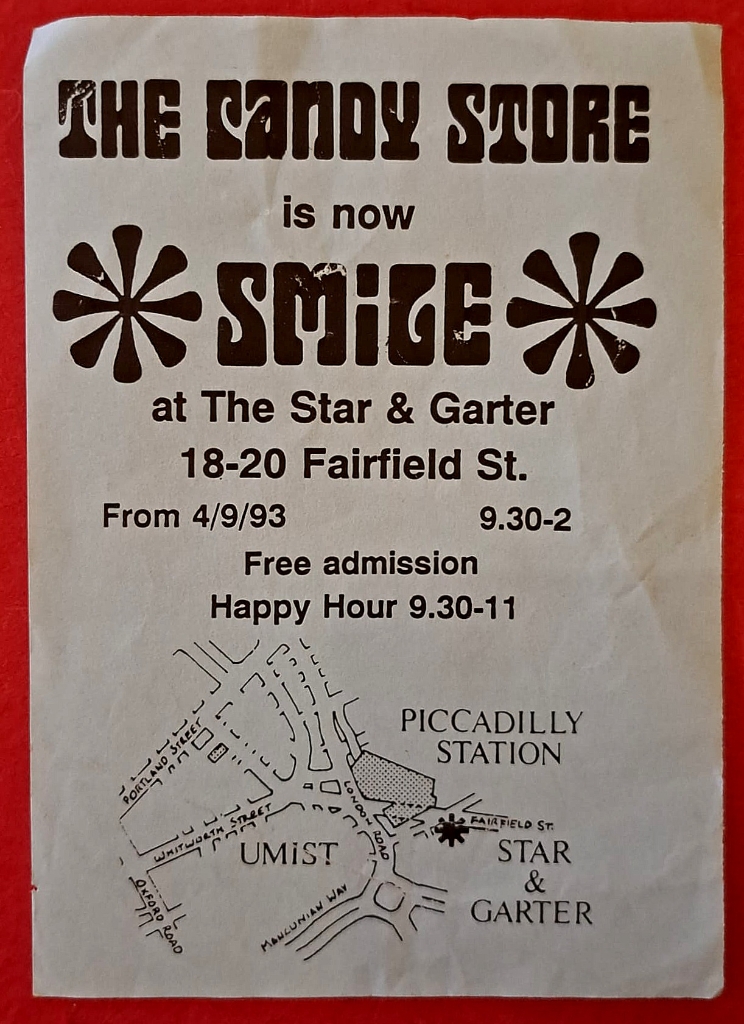 THE CANDY STORE
is now
SMILE
at The Star & Garter
18-20 Fairfield St.
From 4/9/93 9.30-2
Free admission
Happy Hour 9.30-11
PICCADILLY
STATION
PORTLAND STREET
LONDON ROAD
WHITWORTH STREET
FAIRFIELD ST.
UMiST
STAR
&
GARTER
OXFORD ROAD
MANCUNIAN WAY